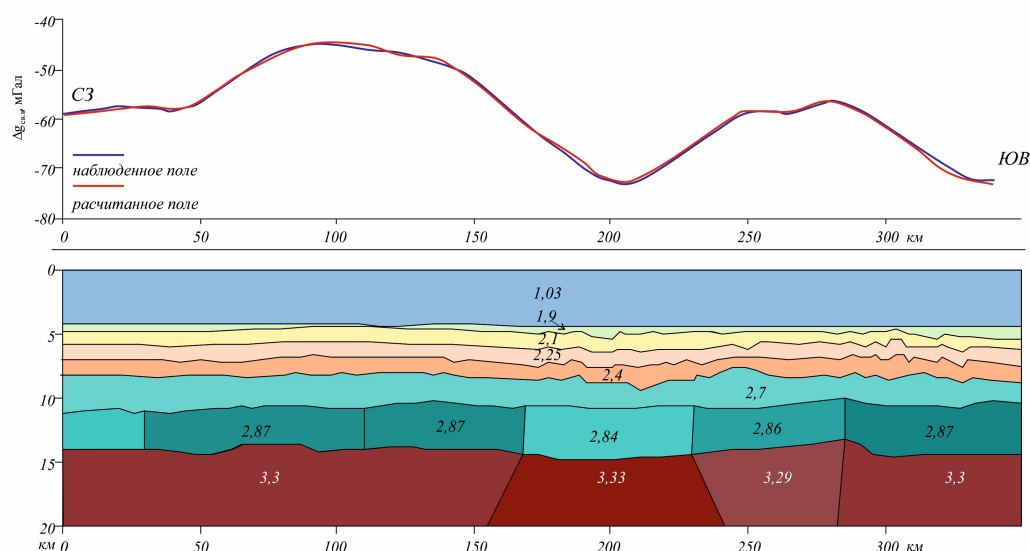 -40
-50
-60
-70
-80
Δgсв.в, мГал
СЗ
ЮВ
наблюденное поле
расчитанное поле
0 50 100 150 200 250 300 км
0
5
10
15
20
км
1,03
1,9
2,1
2,25
2,4
2,7
2,87 2,87 2,84 2,86 2,87
3,3 3,33 3,29 3,3
0 50 100 150 200 250 300 км